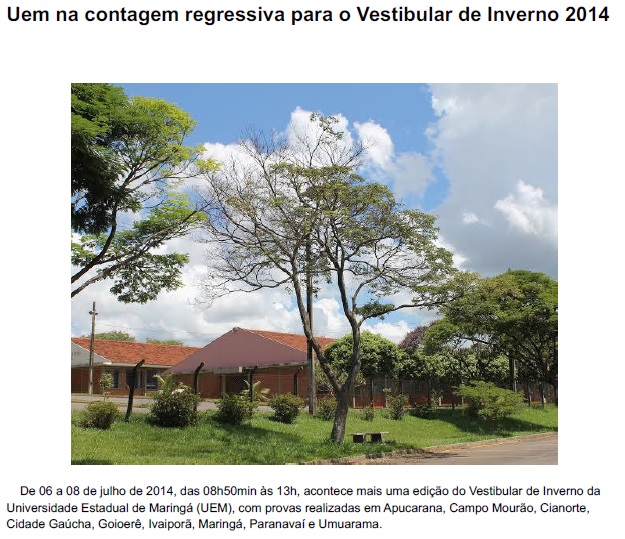 Uem na contagem regressiva para o Vestibular de Inverno 2014
De 06 a 08 de julho de 2014, das 08h50min às 13h, acontece mais uma edição do Vestibular de Inverno da
Universidade Estadual de Maringá (UEM), com provas realizadas em Apucarana, Campo Mourão, Cianorte,
Cidade Gaúcha, Goioerê, Ivaiporã, Maringá, Paranavaí e Umuarama.